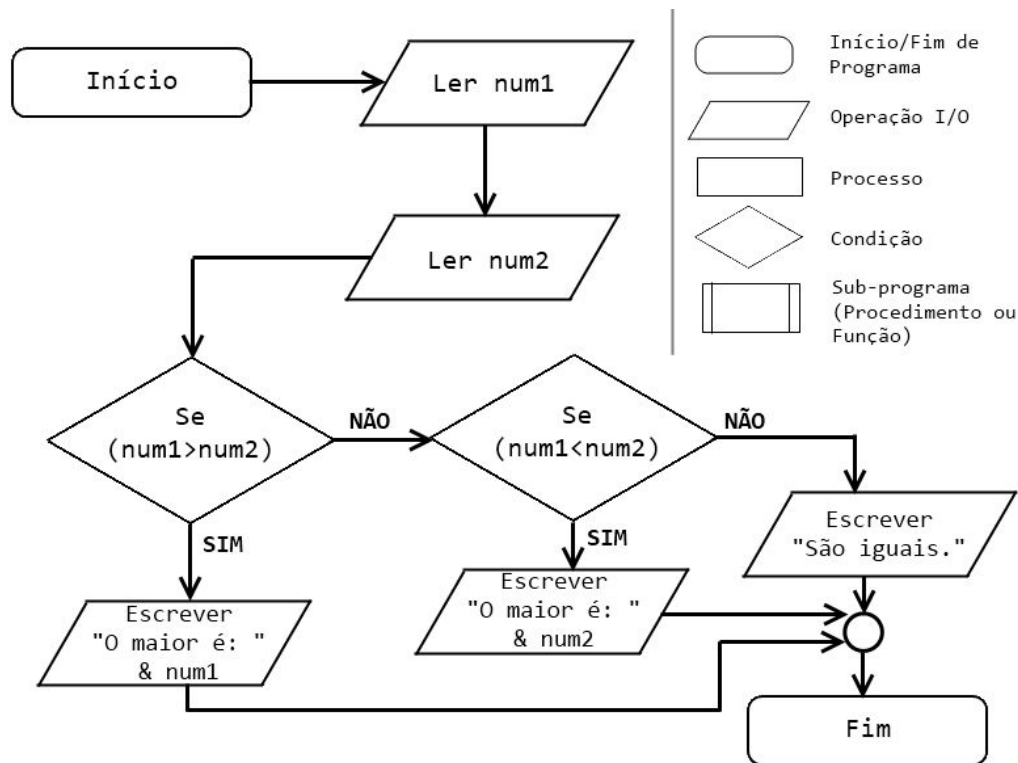 Início
Ler num1
Ler num2
Se
(num1>num2)
NÃO
SIM
Se
(num1<num2)
NÃO
SIM
Escrever
"São iguais."
Escrever
"O maior é: "
& num2
Escrever
"O maior é: "
& num1
Fim
Início/Fim de
Programa
Operação I/O
Processo
Condição
Sub-programa
(Procedimento ou
Função)